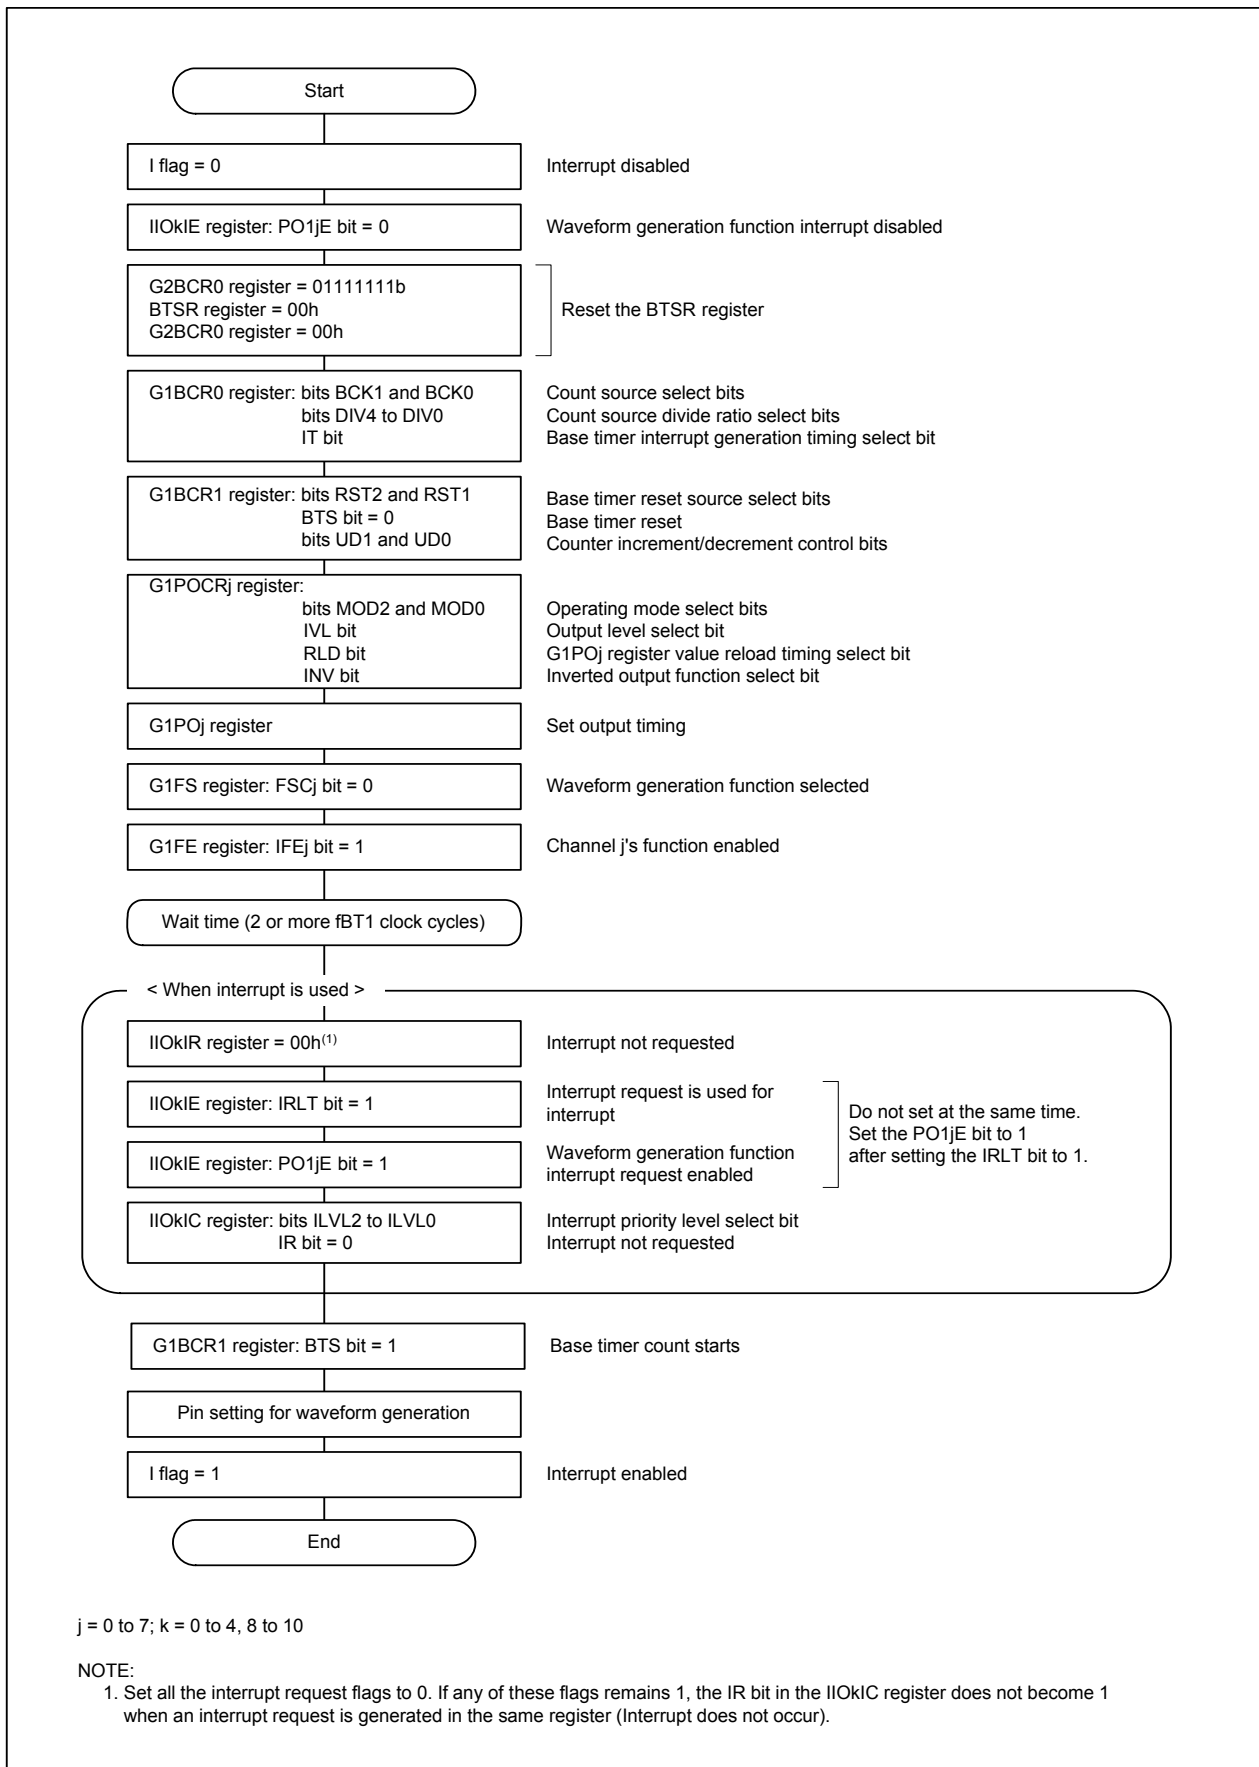 Start
I flag = 0
Interrupt disabled
IIOkIE register: PO1jE bit = 0
Waveform generation function interrupt disabled
G2BCR0 register = 01111111b
BTSR register = 00h
G2BCR0 register = 00h
Reset the BTSR register
G1BCR0 register: bits BCK1 and BCK0
Count source select bits
bits DIV4 to DIV0
Count source divide ratio select bits
IT bit
Base timer interrupt generation timing select bit
G1BCR1 register: bits RST2 and RST1
Base timer reset source select bits
BTS bit = 0
Base timer reset
bits UD1 and UD0
Counter increment/decrement control bits
G1POCRj register:
bits MOD2 and MOD0
Operating mode select bits
IVL bit
Output level select bit
RLD bit
G1POj register value reload timing select bit
INV bit
Inverted output function select bit
G1POj register
Set output timing
G1FS register: FSCj bit = 0
Waveform generation function selected
G1FE register: IFEj bit = 1
Channel j's function enabled
Wait time (2 or more fBT1 clock cycles)
< When interrupt is used >
IIOkIR register = 00h(1)
Interrupt not requested
IIOkIE register: IRLT bit = 1
Interrupt request is used for
interrupt
IIOkIE register: PO1jE bit = 1
Waveform generation function
interrupt request enabled
Do not set at the same time.
Set the PO1jE bit to 1
after setting the IRLT bit to 1.
IIOkIC register: bits ILVL2 to ILVL0
Interrupt priority level select bit
IR bit = 0
Interrupt not requested
G1BCR1 register: BTS bit = 1
Base timer count starts
Pin setting for waveform generation
I flag = 1
Interrupt enabled
End
j = 0 to 7; k = 0 to 4, 8 to 10
NOTE:
1. Set all the interrupt request flags to 0. If any of these flags remains 1, the IR bit in the IIOkIC register does not become 1
when an interrupt request is generated in the same register (Interrupt does not occur).